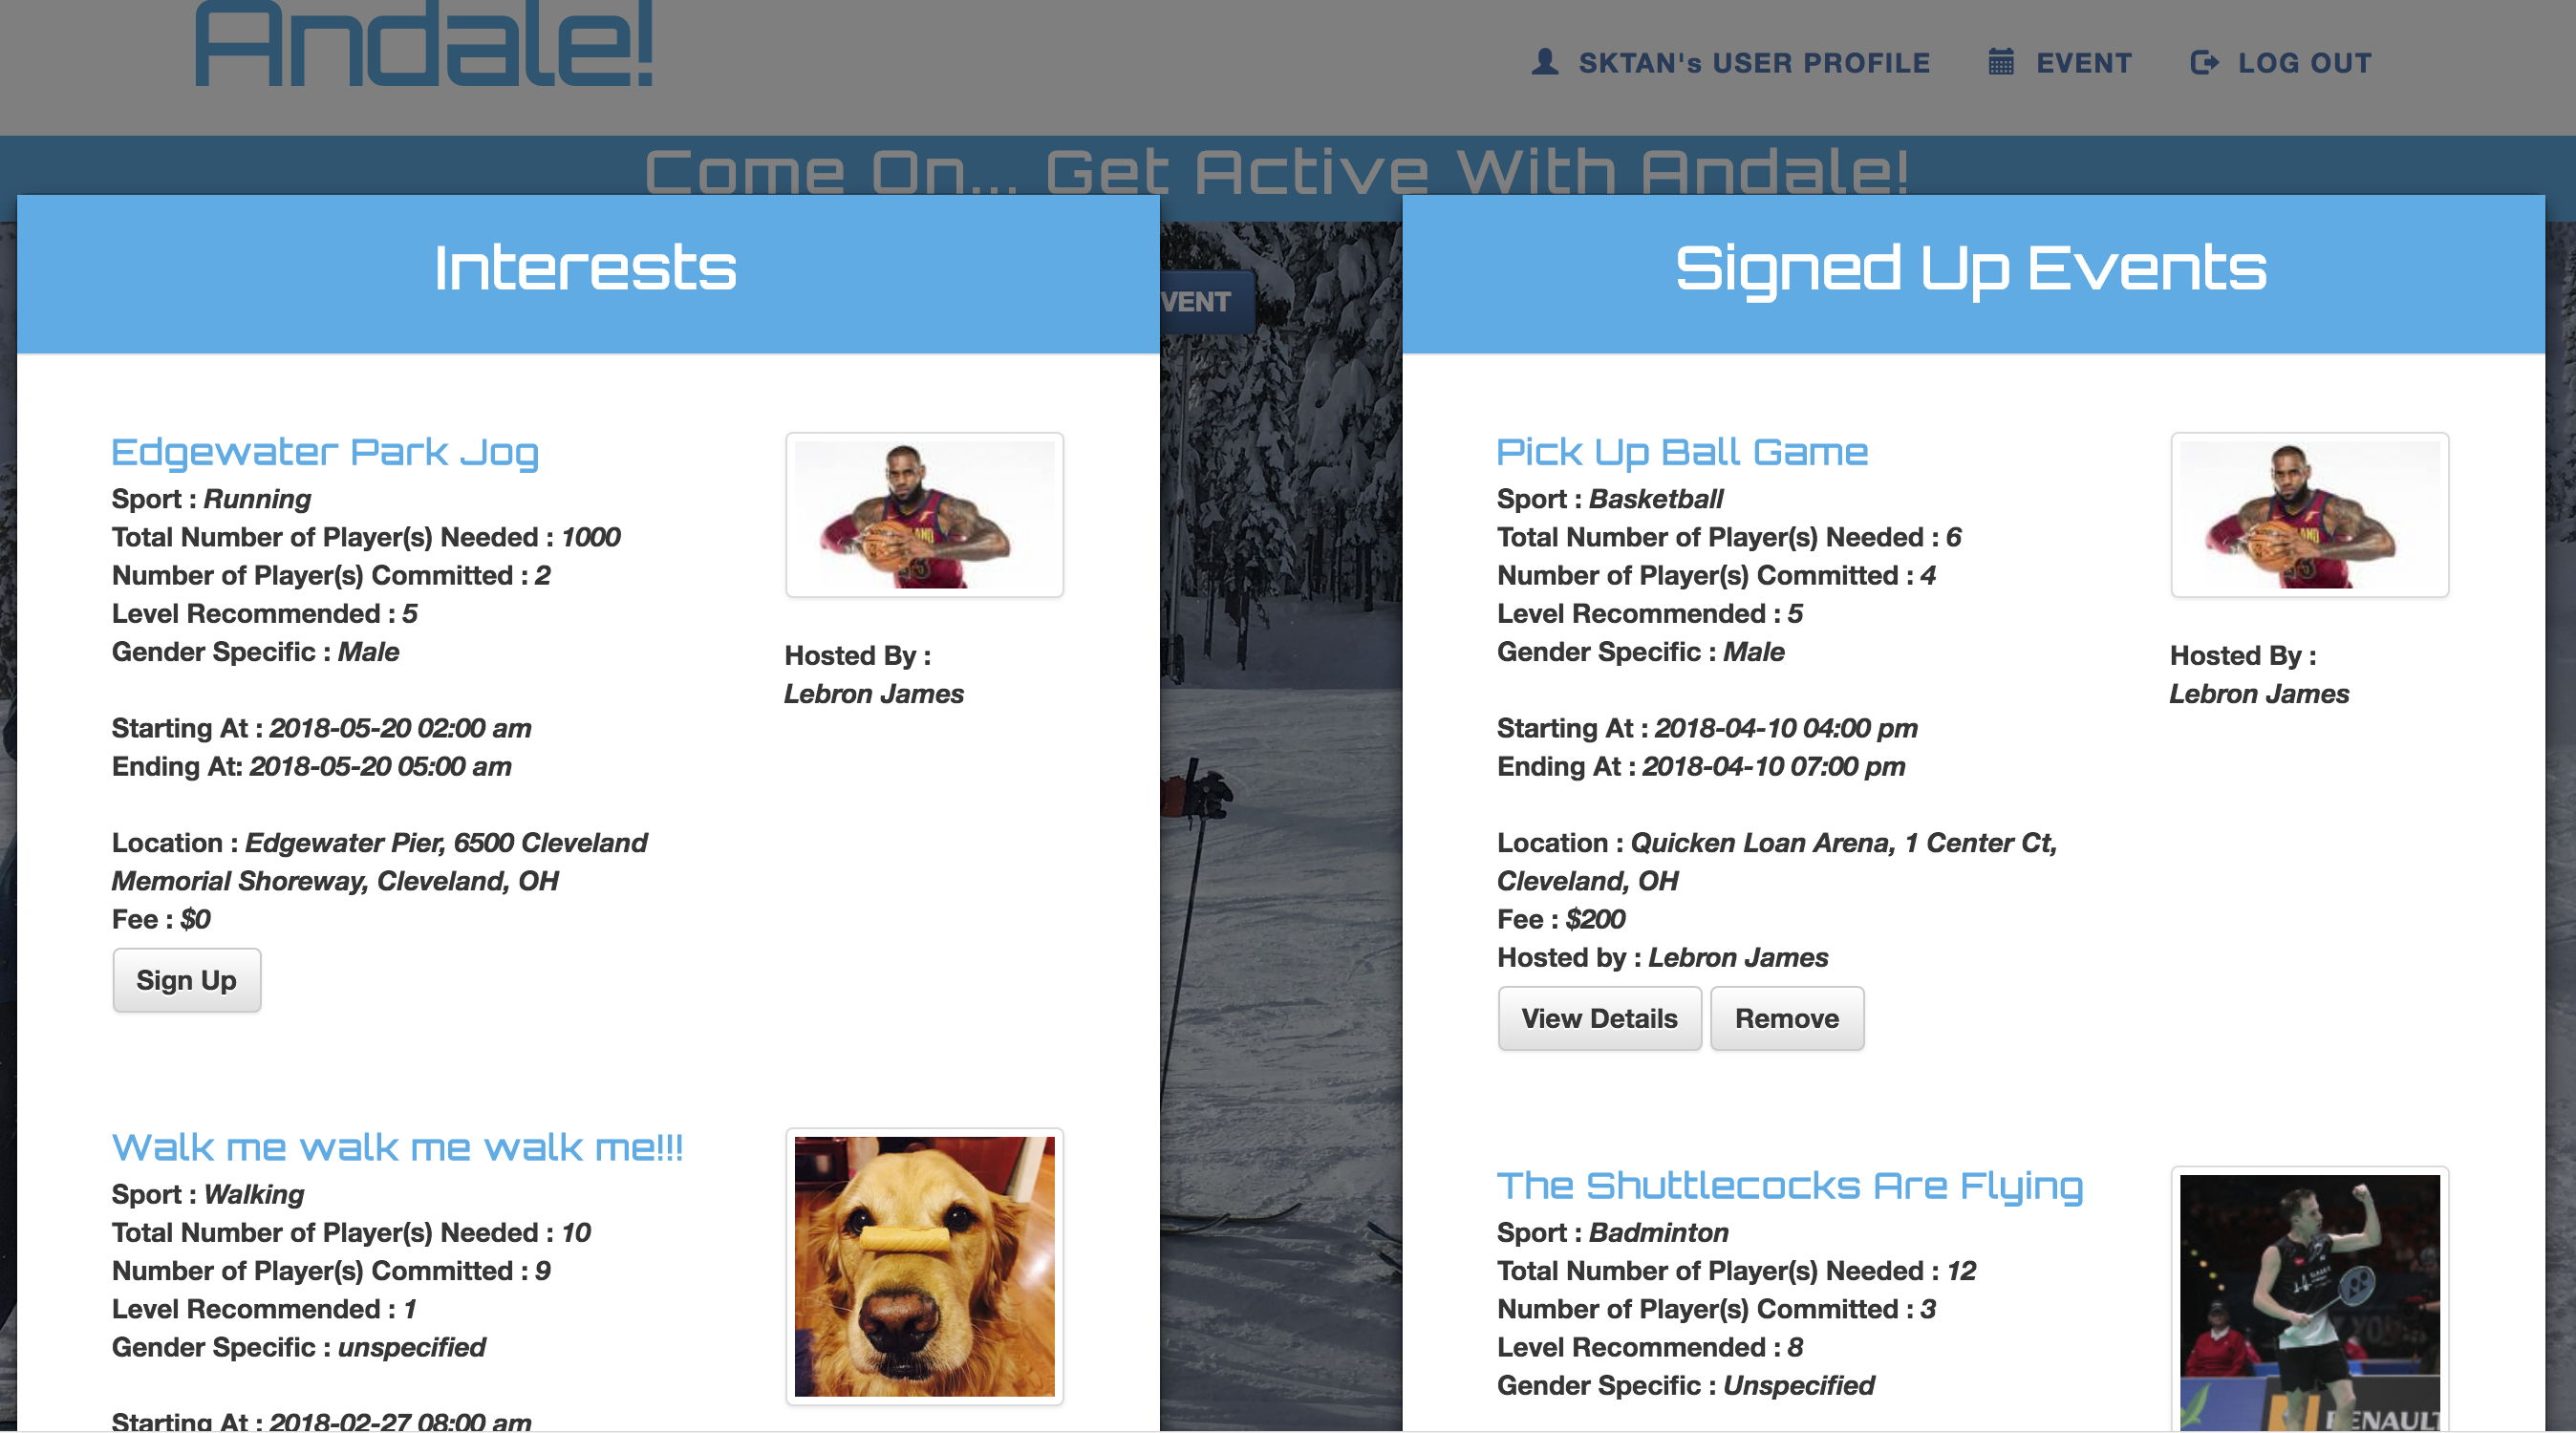 Andale!
SKTAN's USER PROFILE
EVENT
LOG OUT
Come On... Get Active With Andale!
Interests
Edgewater Park Jog
Sport : Running
Total Number of Player(s) Needed : 1000
Number of Player(s) Committed : 2
Level Recommended : 5
Gender Specific : Male
Starting At : 2018-05-20 02:00 am
Ending At: 2018-05-20 05:00 am
Location : Edgewater Pier, 6500 Cleveland
Memorial Shoreway, Cleveland, OH
Fee : $0
Sign Up
Hosted By :
Lebron James
Walk me walk me walk me!!!
Sport : Walking
Total Number of Player(s) Needed : 10
Number of Player(s) Committed : 9
Level Recommended : 1
Gender Specific : unspecified
Starting At : 2018-02-27 08:00 am
VENT
Signed Up Events
Pick Up Ball Game
Sport : Basketball
Total Number of Player(s) Needed : 6
Number of Player(s) Committed : 4
Level Recommended : 5
Gender Specific : Male
Starting At : 2018-04-10 04:00 pm
Ending At : 2018-04-10 07:00 pm
Location : Quicken Loan Arena, 1 Center Ct,
Cleveland, OH
Fee : $200
Hosted by : Lebron James
View Details
Remove
Hosted By :
Lebron James
The Shuttlecocks Are Flying
Sport : Badminton
Total Number of Player(s) Needed : 12
Number of Player(s) Committed : 3
Level Recommended : 8
Gender Specific : Unspecified
RENAULT